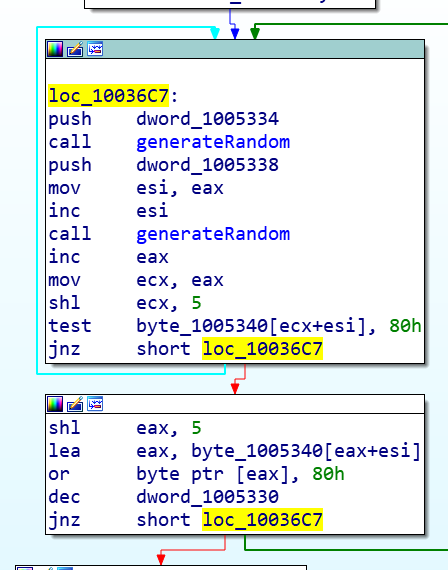 loc_10036C7:
push dword_1005334
call generateRandom
push dword_1005338
mov esi, eax
inc esi
call generateRandom
inc eax
mov ecx, eax
shl ecx, 5
test byte_1005340[ecx+esi], 80h
jnz short loc_10036C7
shl eax, 5
lea eax, byte_1005340[eax+esi]
or byte ptr [eax], 80h
dec dword_1005330
jnz short loc_10036C7